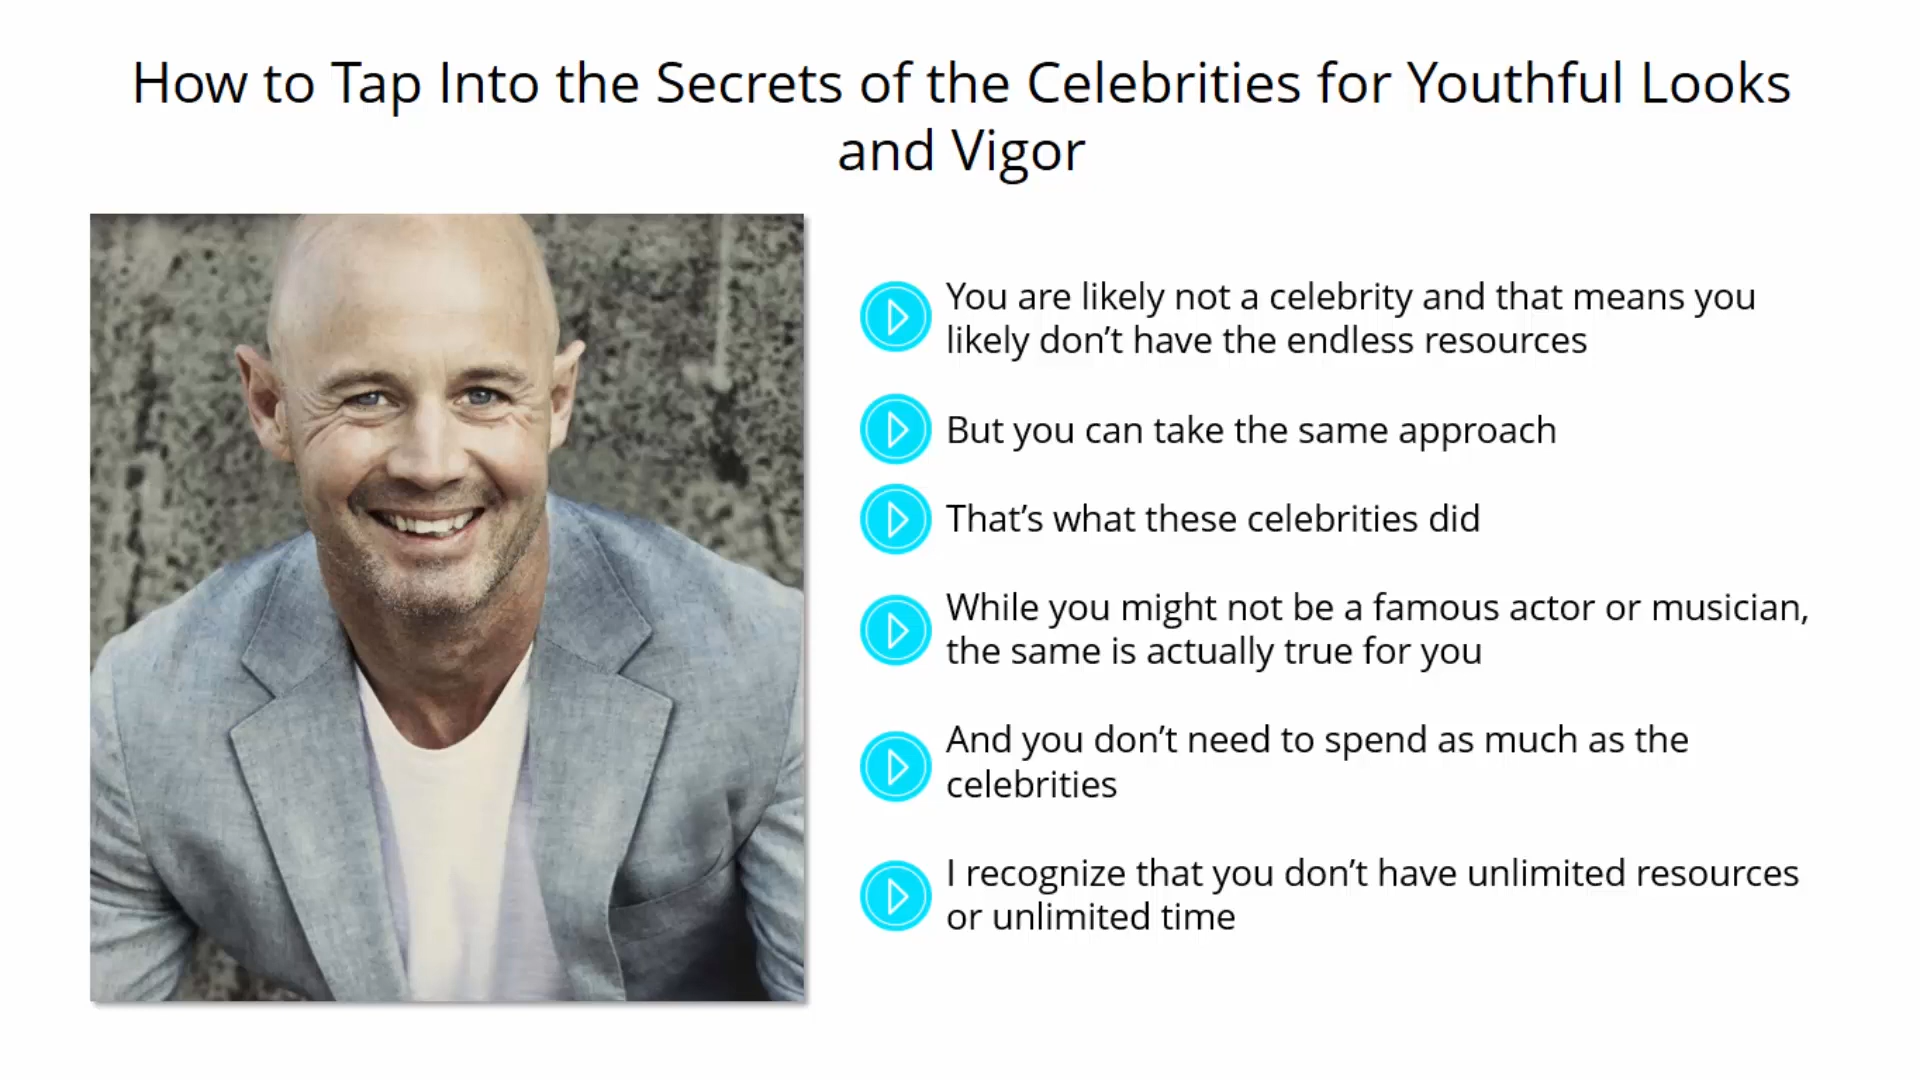 How to Tap Into the Secrets of the Celebrities for Youthful Looks
and Vigor
You are likely not a celebrity and that means you
likely don’t have the endless resources
But you can take the same approach
That’s what these celebrities did
While you might not be a famous actor or musician,
the same is actually true for you
And you don’t need to spend as much as the
celebrities
I recognize that you don’t have unlimited resources
or unlimited time